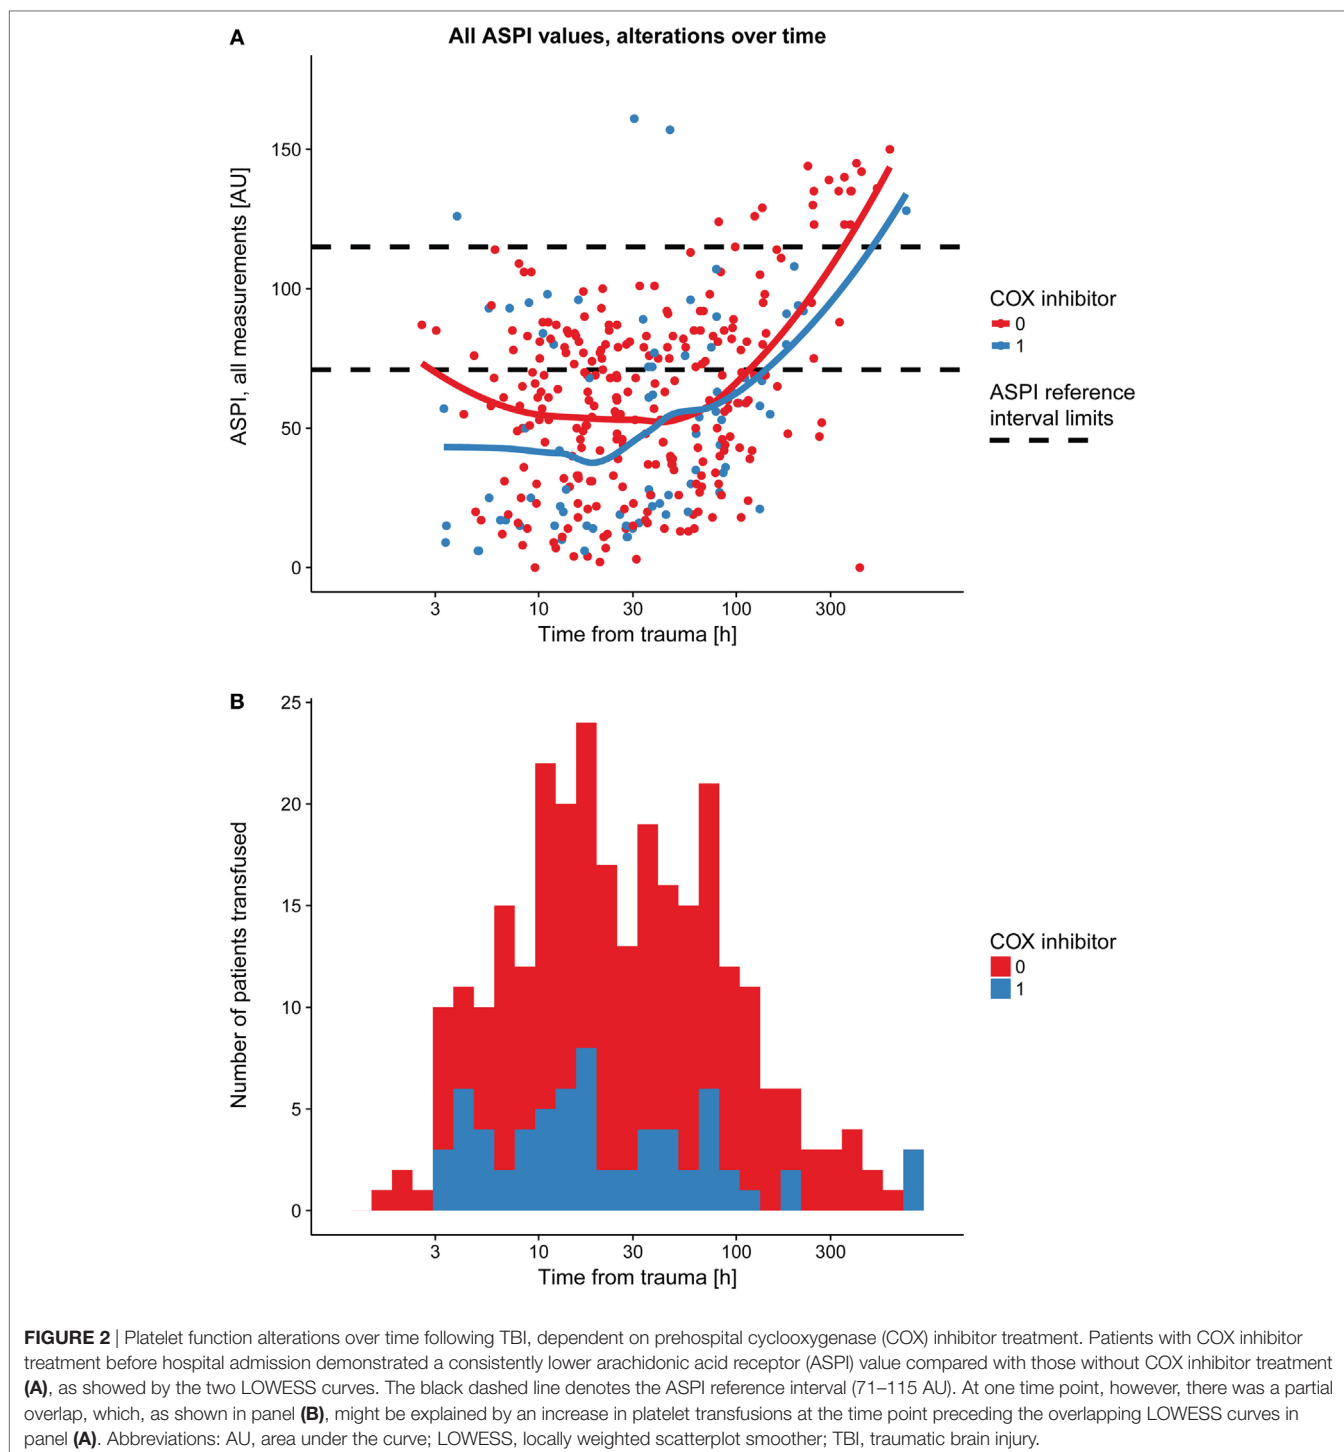 A
All ASPI values, alterations over time
ASPI, all measurements [AU]
150
100
50
0
3 10 30 100 300
Time from trauma [h]
COX inhibitor
0
1
ASPI reference
interval limits
B
Number of patients transfused
25
20
15
10
5
0
3 10 30 100 300
Time from trauma [h]
COX inhibitor
0
1
FIGURE 2 | Platelet function alterations over time following TBI, dependent on prehospital cyclooxygenase (COX) inhibitor treatment. Patients with COX inhibitor
treatment before hospital admission demonstrated a consistently lower arachidonic acid receptor (ASPI) value compared with those without COX inhibitor treatment
(A), as showed by the two LOWESS curves. The black dashed line denotes the ASPI reference interval (71–115 AU). At one time point, however, there was a partial
overlap, which, as shown in panel (B), might be explained by an increase in platelet transfusions at the time point preceding the overlapping LOWESS curves in
panel (A). Abbreviations: AU, area under the curve; LOWESS, locally weighted scatterplot smoother; TBI, traumatic brain injury.